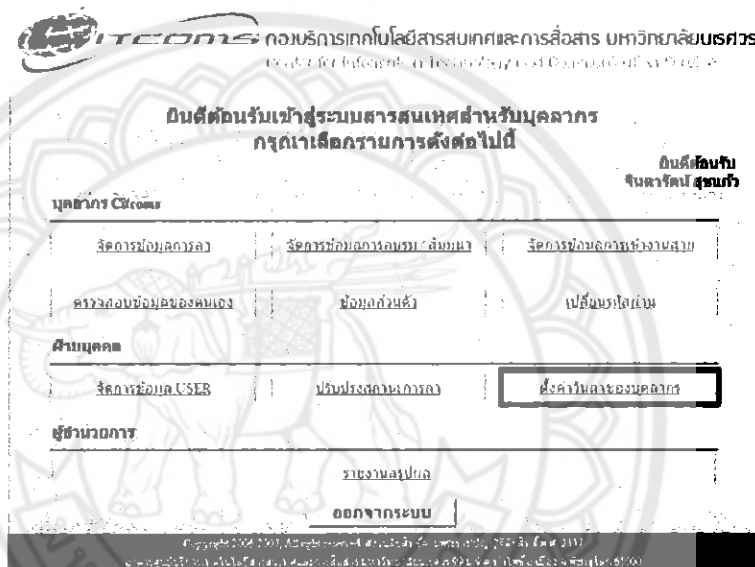 ITCOMS กองบริการเทคโนโลยีสารสนเทศและการสื่อสาร มหาวิทยาลัยนเรศวร
ยินดีต้อนรับเข้าสู่ระบบสารสนเทศสำหรับบุคลากร
กรุณาเลือกรายการดังต่อไปนี้
ยินดีต้อนรับ
จินดารัตน์ สุขแก้ว
บุคลากร Citcoms
จัดการข้อมูลการลา จัดการข้อมูลการอบรม / สัมมนา จัดการข้อมูลการเข้างานสาย
ตรวจสอบข้อมูลของตนเอง ข้อมูลส่วนตัว เปลี่ยนรหัสผ่าน
ฝ่ายบุคคล
จัดการข้อมูล USER ปรับปรุงสถานะการลา ตั้งค่าวันลาของบุคลากร
ผู้อำนวยการ
รายงานสรุปผล
ออกจากระบบ